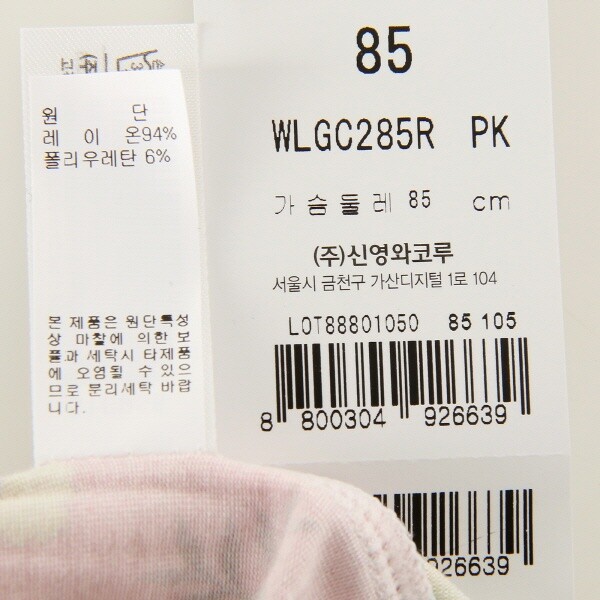 원 단
레 이 온94%
폴리우레탄 6%
본 제품은 원단특성
상 마찰에 의한 보
풀과 세탁시 타제품
에 오염될 수 있으
므로 분리세탁 바랍
니다.
85
WLGC285R PK
가슴둘레 85 cm
(주)신영와코루
서울시 금천구 가산디지털 1로 104
LOT88801050 85 105
8 800304 926639
926639